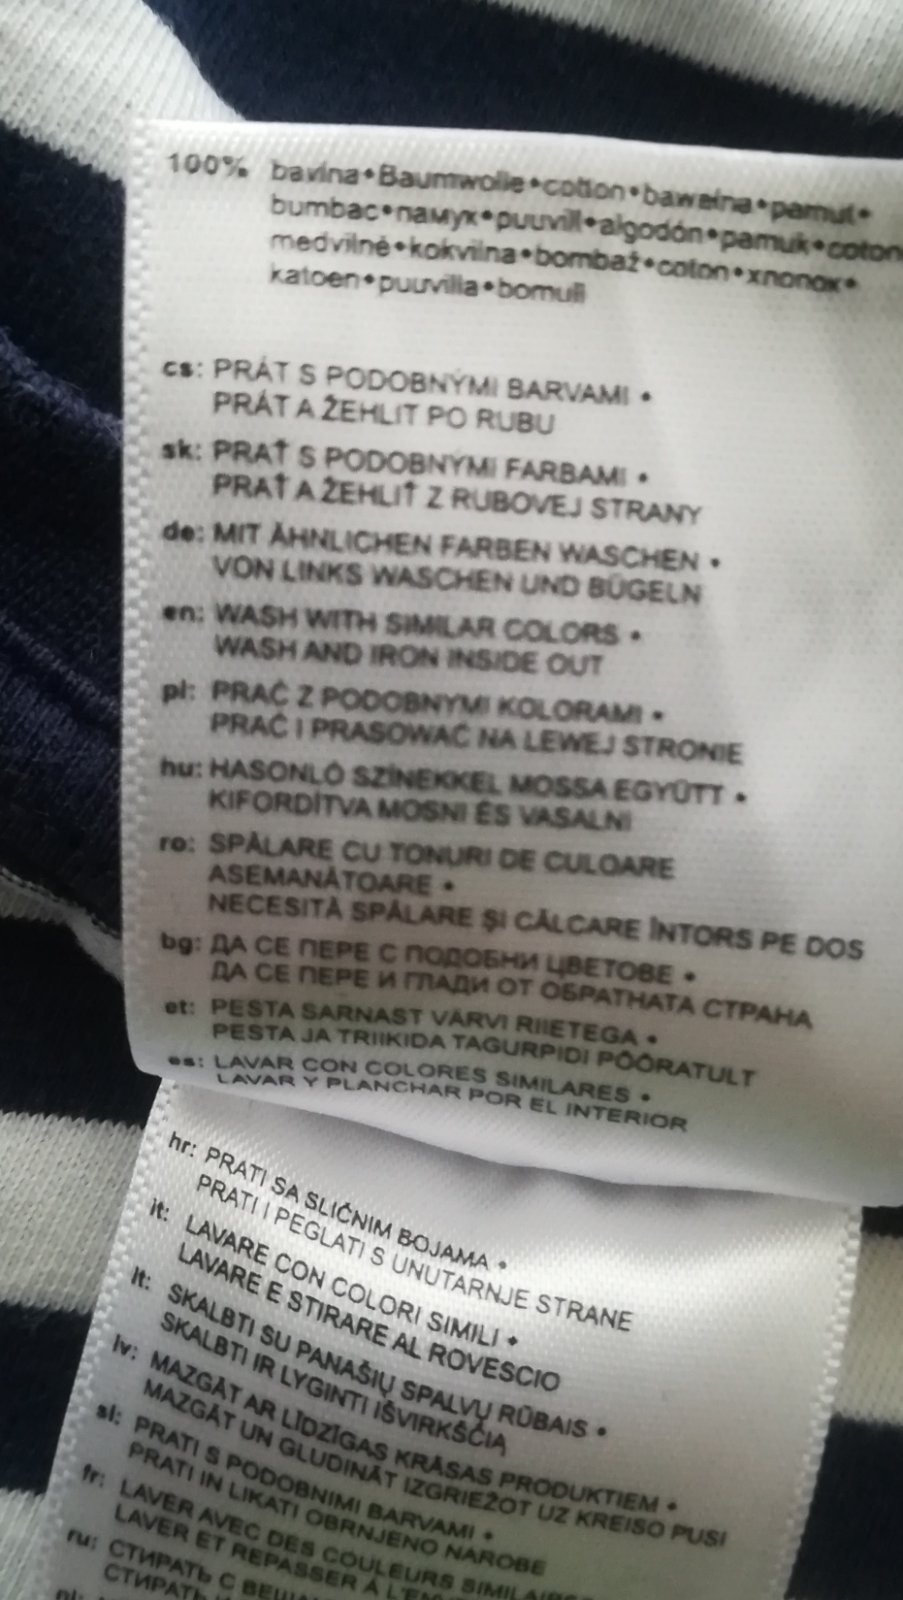 100% bavlna•Baumwolle•cotton•bawełna•pamut•
bumbac•памук•puuvill•algodón•pamuk•coton
medvilnė•kokvilna•bombaž•coton•хлопок•
katoen•puuvilla•bomull
cs: PRÁT S PODOBNÝMI BARVAMI •
PRÁT A ŽEHLIT PO RUBU
sk: PRAŤ S PODOBNÝMI FARBAMI •
PRAŤ A ŽEHLIŤ Z RUBOVEJ STRANY
de: MIT ÄHNLICHEN FARBEN WASCHEN •
VON LINKS WASCHEN UND BÜGELN
en: WASH WITH SIMILAR COLORS •
WASH AND IRON INSIDE OUT
pl: PRAĆ Z PODOBNYMI KOLORAMI •
PRAĆ I PRASOWAĆ NA LEWEJ STRONIE
hu: HASONLÓ SZÍNEKKEL MOSSA EGYÜTT •
KIFORDÍTVA MOSNI ÉS VASALNI
ro: SPĂLARE CU TONURI DE CULOARE
ASEMANĂTOARE •
NECESITĂ SPĂLARE ȘI CĂLCARE ÎNTORS PE DOS
bg: ДА СЕ ПЕРЕ С ПОДОБНИ ЦВЕТОВЕ •
ДА СЕ ПЕРЕ И ГЛАДИ ОТ ОБРАТНАТА СТРАНА
et: PESTA SARNAST VÄRVI RIIETEGA •
PESTA JA TRIIKIDA TAGURPIDI PÖÖRATULT
es: LAVAR CON COLORES SIMILARES •
LAVAR Y PLANCHAR POR EL INTERIOR
hr: PRATI SA SLIČNIM BOJAMA •
PRATI I PEGLATI S UNUTARNJE STRANE
it: LAVARE CON COLORI SIMILI •
LAVARE E STIRARE AL ROVESCIO
lt: SKALBTI SU PANAŠIŲ SPALVŲ RŪBAIS •
SKALBTI IR LYGINTI IŠVIRKŠČIĄ
lv: MAZGĀT AR LĪDZĪGAS KRĀSAS PRODUKTIEM •
MAZGĀT UN GLUDINĀT IZGRIEŽOT UZ KREISO PUSI
sl: PRATI S PODOBNIMI BARVAMI •
PRATI IN LIKATI OBRNJENO NAROBE
fr: LAVER AVEC DES COULEURS SIMILAIRES
LAVER ET REPASSER À
ru: СТИРАТЬ С
СТИРАТЬ